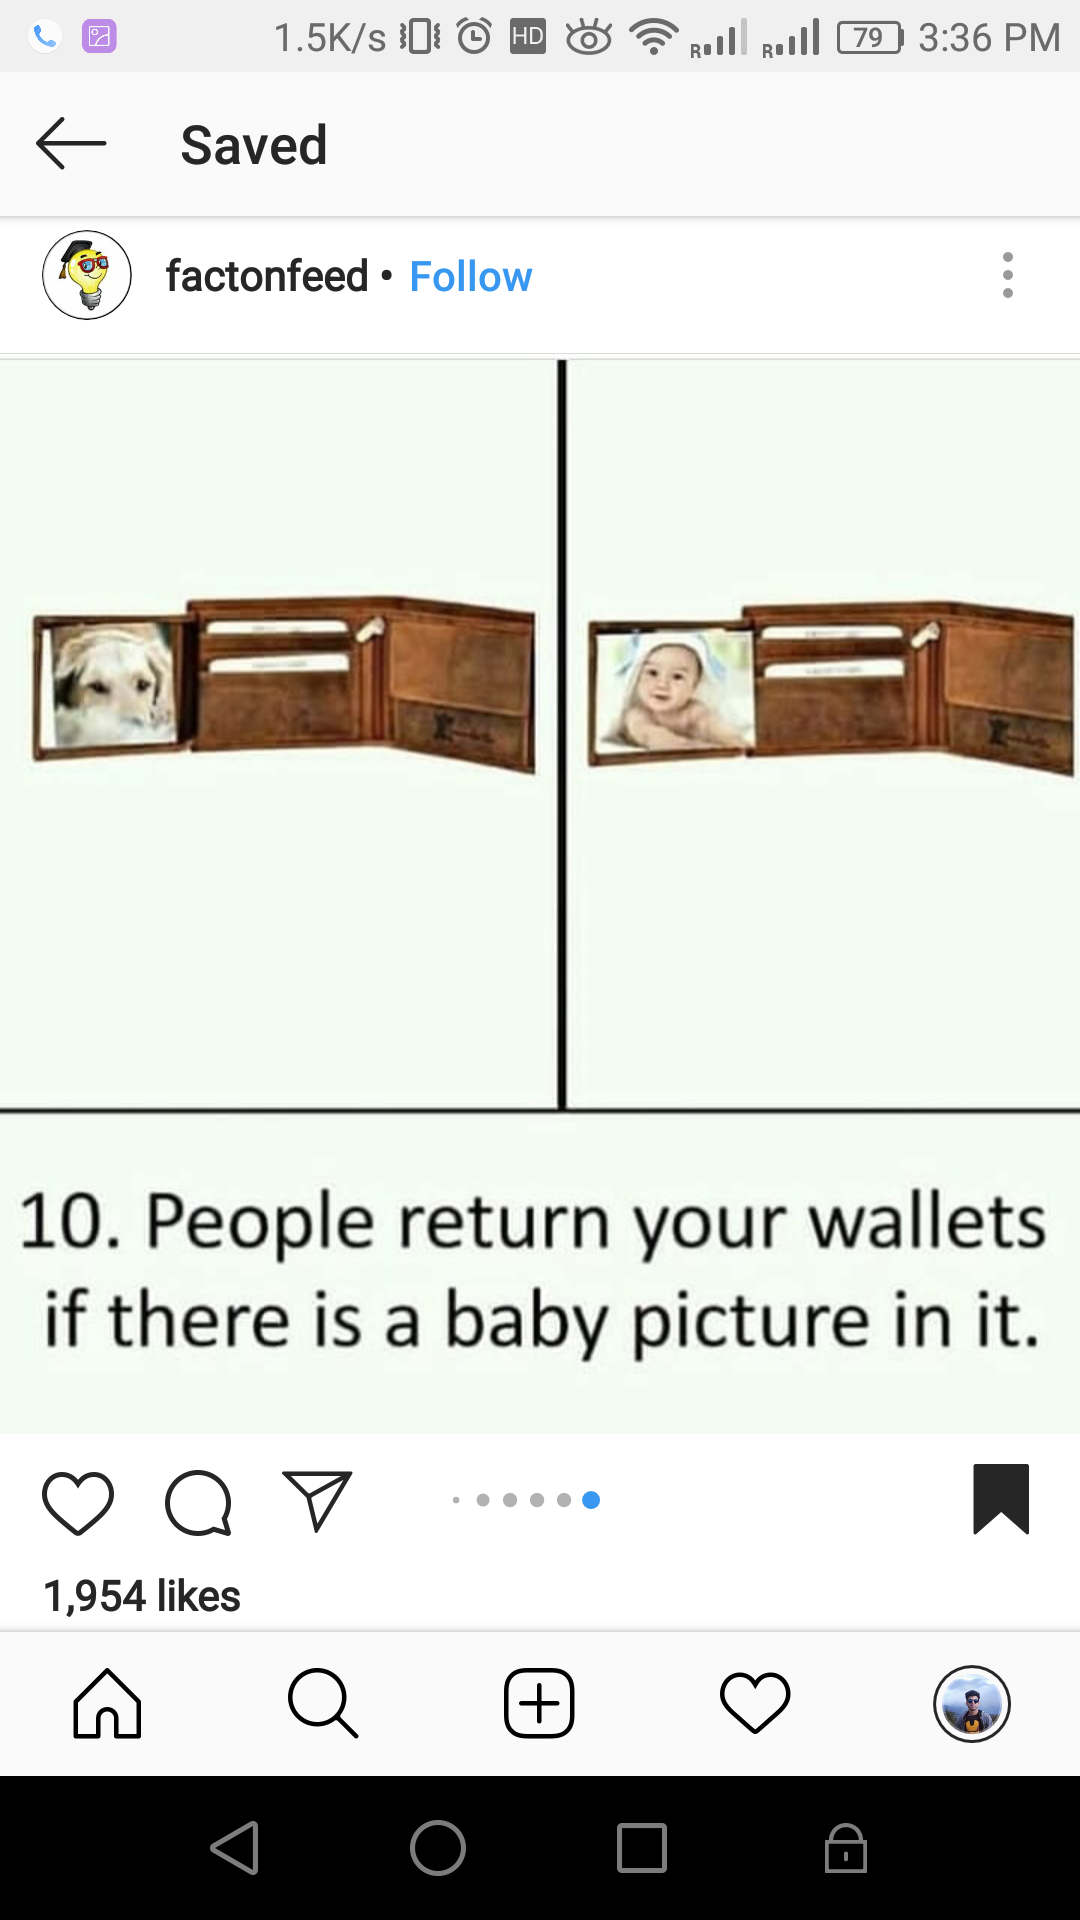 1.5K/s HD R R 79 3:36 PM
Saved
factonfeed • Follow
10. People return your wallets
if there is a baby picture in it.
1,954 likes